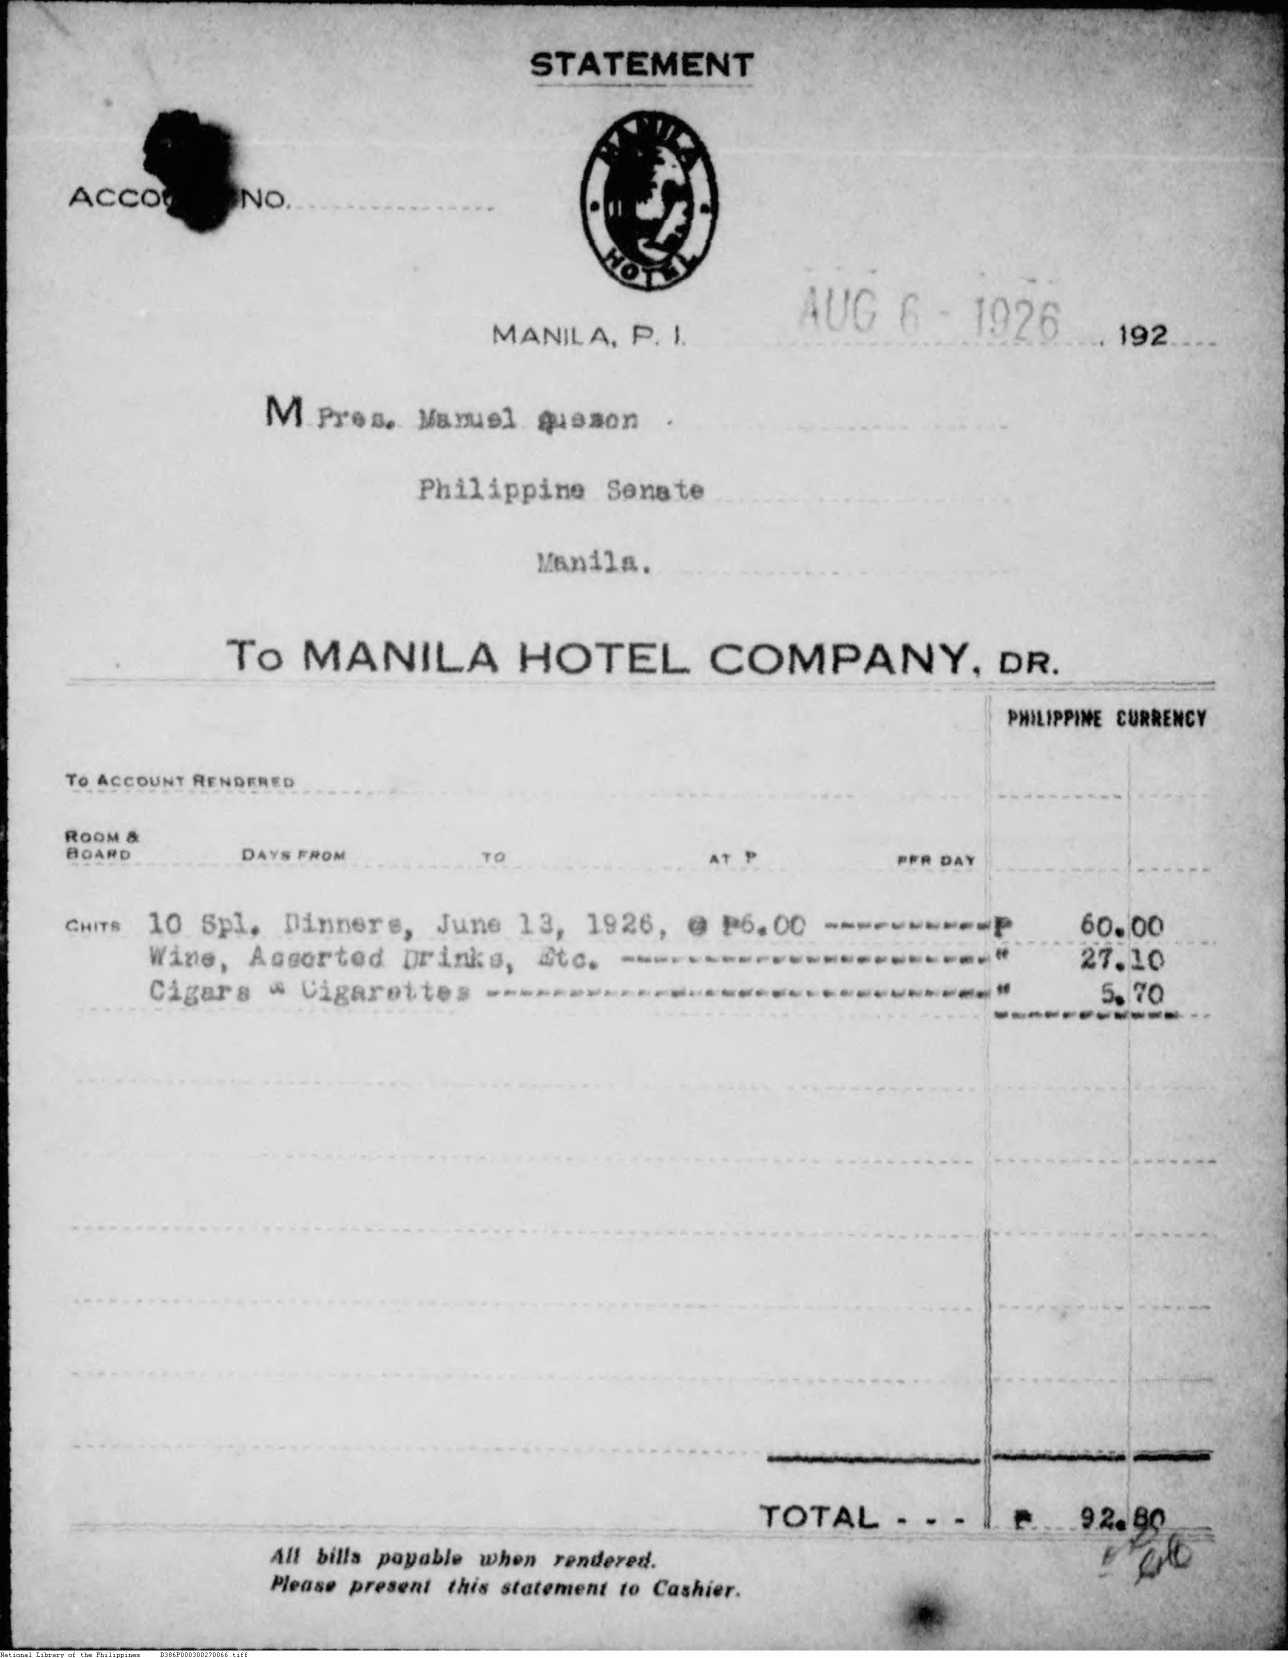 STATEMENT
MANILA
HOTEL
ACCO NO.
AUG 6 - 1926
MANILA, P. I. , 192
M Pres. Manuel Quezon
Philippine Senate
Manila.
To MANILA HOTEL COMPANY, DR.
PHILIPPINE CURRENCY
TO ACCOUNT RENDERED
ROOM &
BOARD DAYS FROM TO AT ₱ PER DAY
CHITS 10 Spl. Dinners, June 13, 1926, @ ₱6.00 ----------₱ 60.00
Wine, Assorted Drinks, Etc. ----------------------" 27.10
Cigars & Cigarettes ------------------------------" 5.70
TOTAL - - - ₱ 92.80
All bills payable when rendered.
Please present this statement to Cashier.
National Library of the Philippines D386P000300270066.tiff